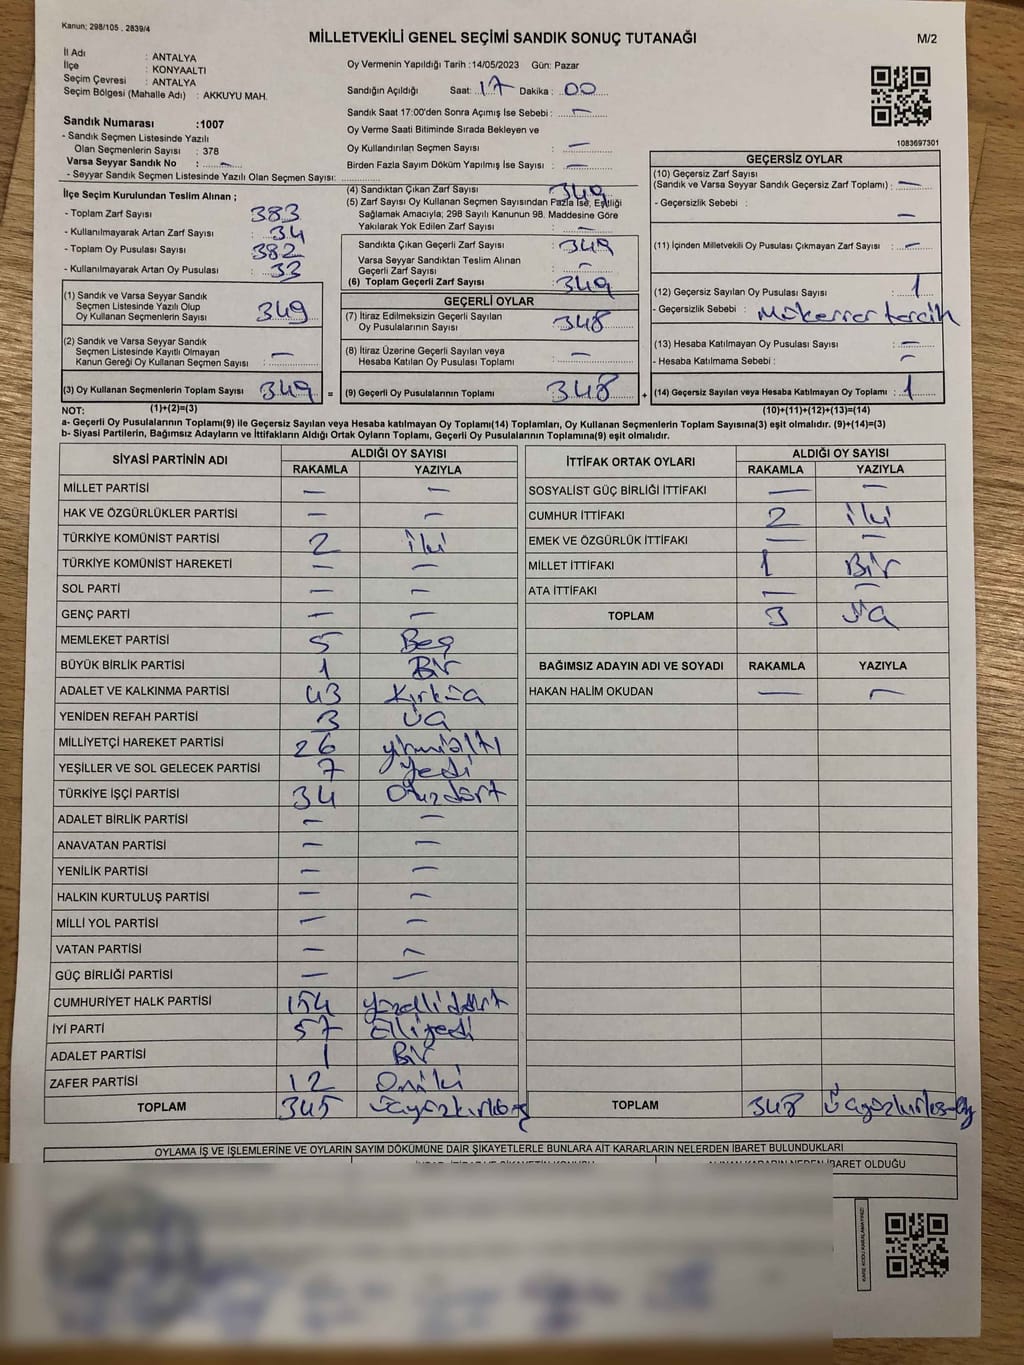 Kanun: 298/105 , 2839/4
MİLLETVEKİLİ GENEL SEÇİMİ SANDIK SONUÇ TUTANAĞI
M/2
İl Adı : ANTALYA
İlçe : KONYAALTI
Seçim Çevresi : ANTALYA
Seçim Bölgesi (Mahalle Adı) : AKKUYU MAH.
Sandık Numarası :1007
- Sandık Seçmen Listesinde Yazılı
Olan Seçmenlerin Sayısı : 378
Varsa Seyyar Sandık No : —
- Seyyar Sandık Seçmen Listesinde Yazılı Olan Seçmen Sayısı:
Oy Vermenin Yapıldığı Tarih :14/05/2023 Gün: Pazar
Sandığın Açıldığı Saat: 17 Dakika : 00
Sandık Saat 17:00'den Sonra Açımış İse Sebebi : —
Oy Verme Saati Bitiminde Sırada Bekleyen ve
Oy Kullandırılan Seçmen Sayısı : —
Birden Fazla Sayım Döküm Yapılmış İse Sayısı : —
1083697301
İlçe Seçim Kurulundan Teslim Alınan ;
- Toplam Zarf Sayısı : 383
- Kullanılmayarak Artan Zarf Sayısı : 34
- Toplam Oy Pusulası Sayısı : 382
- Kullanılmayarak Artan Oy Pusulası : 33
(4) Sandıktan Çıkan Zarf Sayısı : 349
(5) Zarf Sayısı Oy Kullanan Seçmen Sayısından Fazla İse, Eşitliği
Sağlamak Amacıyla; 298 Sayılı Kanunun 98. Maddesine Göre
Yakılarak Yok Edilen Zarf Sayısı : —
Sandıkta Çıkan Geçerli Zarf Sayısı : 349
Varsa Seyyar Sandıktan Teslim Alınan
Geçerli Zarf Sayısı : —
(6) Toplam Geçerli Zarf Sayısı : 349
GEÇERSİZ OYLAR
(10) Geçersiz Zarf Sayısı
(Sandık ve Varsa Seyyar Sandık Geçersiz Zarf Toplamı) : —
- Geçersizlik Sebebi : —
(11) İçinden Milletvekili Oy Pusulası Çıkmayan Zarf Sayısı : —
(12) Geçersiz Sayılan Oy Pusulası Sayısı : 1
- Geçersizlik Sebebi : Mükerrer tercih
(13) Hesaba Katılmayan Oy Pusulası Sayısı : —
- Hesaba Katılmama Sebebi : —
(14) Geçersiz Sayılan veya Hesaba Katılmayan Oy Toplamı : 1
(10)+(11)+(12)+(13)=(14)
(1) Sandık ve Varsa Seyyar Sandık
Seçmen Listesinde Yazılı Olup
Oy Kullanan Seçmenlerin Sayısı : 349
(2) Sandık ve Varsa Seyyar Sandık
Seçmen Listesinde Kayıtlı Olmayan
Kanun Gereği Oy Kullanan Seçmen Sayısı : —
(3) Oy Kullanan Seçmenlerin Toplam Sayısı : 349 =
GEÇERLİ OYLAR
(7) İtiraz Edilmeksizin Geçerli Sayılan
Oy Pusulalarının Sayısı : 348
(8) İtiraz Üzerine Geçerli Sayılan veya
Hesaba Katılan Oy Pusulası Toplamı : —
(9) Geçerli Oy Pusulalarının Toplamı : 348 +
NOT: (1)+(2)=(3)
a- Geçerli Oy Pusulalarının Toplamı(9) ile Geçersiz Sayılan veya Hesaba katılmayan Oy Toplamı(14) Toplamları, Oy Kullanan Seçmenlerin Toplam Sayısına(3) eşit olmalıdır. (9)+(14)=(3)
b- Siyasi Partilerin, Bağımsız Adayların ve İttifakların Aldığı Ortak Oyların Toplamı, Geçerli Oy Pusulalarının Toplamına(9) eşit olmalıdır.
SİYASİ PARTİNİN ADI ALDIĞI OY SAYISI
RAKAMLA YAZIYLA
MİLLET PARTİSİ — —
HAK VE ÖZGÜRLÜKLER PARTİSİ — —
TÜRKİYE KOMÜNİST PARTİSİ 2 iki
TÜRKİYE KOMÜNİST HAREKETİ — —
SOL PARTİ — —
GENÇ PARTİ — —
MEMLEKET PARTİSİ 5 Beş
BÜYÜK BİRLİK PARTİSİ 1 Bir
ADALET VE KALKINMA PARTİSİ 43 Kırküç
YENİDEN REFAH PARTİSİ 3 üç
MİLLİYETÇİ HAREKET PARTİSİ 26 yirmialtı
YEŞİLLER VE SOL GELECEK PARTİSİ 7 yedi
TÜRKİYE İŞÇİ PARTİSİ 34 Otuzdört
ADALET BİRLİK PARTİSİ — —
ANAVATAN PARTİSİ — —
YENİLİK PARTİSİ — —
HALKIN KURTULUŞ PARTİSİ — —
MİLLİ YOL PARTİSİ — —
VATAN PARTİSİ — —
GÜÇ BİRLİĞİ PARTİSİ — —
CUMHURİYET HALK PARTİSİ 154 yüzellidört
İYİ PARTİ 57 Elliyedi
ADALET PARTİSİ 1 Bir
ZAFER PARTİSİ 12 Oniki
TOPLAM 345 üçyüzkırkbeş
İTTİFAK ORTAK OYLARI ALDIĞI OY SAYISI
RAKAMLA YAZIYLA
SOSYALİST GÜÇ BİRLİĞİ İTTİFAKI — —
CUMHUR İTTİFAKI 2 iki
EMEK VE ÖZGÜRLÜK İTTİFAKI — —
MİLLET İTTİFAKI 1 Bir
ATA İTTİFAKI — —
TOPLAM 3 üç
BAĞIMSIZ ADAYIN ADI VE SOYADI RAKAMLA YAZIYLA
HAKAN HALİM OKUDAN — —
TOPLAM 348
OYLAMA İŞ VE İŞLEMLERİNE VE OYLARIN SAYIM DÖKÜMÜNE DAİR ŞİKAYETLERLE BUNLARA AİT KARARLARIN NELERDEN İBARET BULUNDUKLARI
İBARET OLDUĞU